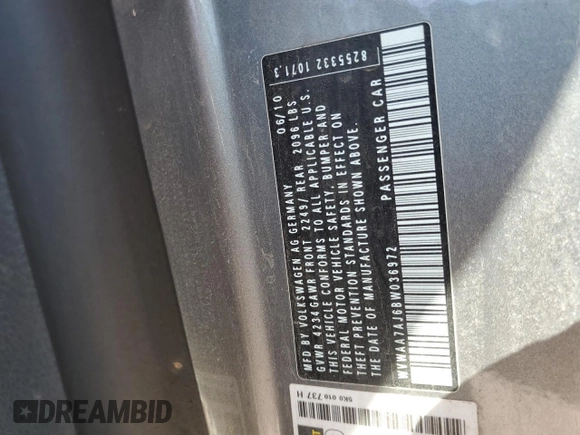 MFD BY VOLKSWAGEN AG GERMANY 06/10
GVWR 4234GAWR FRONT 2249/ REAR 2096 LBS
THIS VEHICLE CONFORMS TO ALL APPLICABLE U.S.
FEDERAL MOTOR VEHICLE SAFETY, BUMPER AND
THEFT PREVENTION STANDARDS IN EFFECT ON
THE DATE OF MANUFACTURE SHOWN ABOVE.
PASSENGER CAR
WVWAA7AJ6BW036972
8255332 1071.3
5K0 010 737 H
DREAMBID